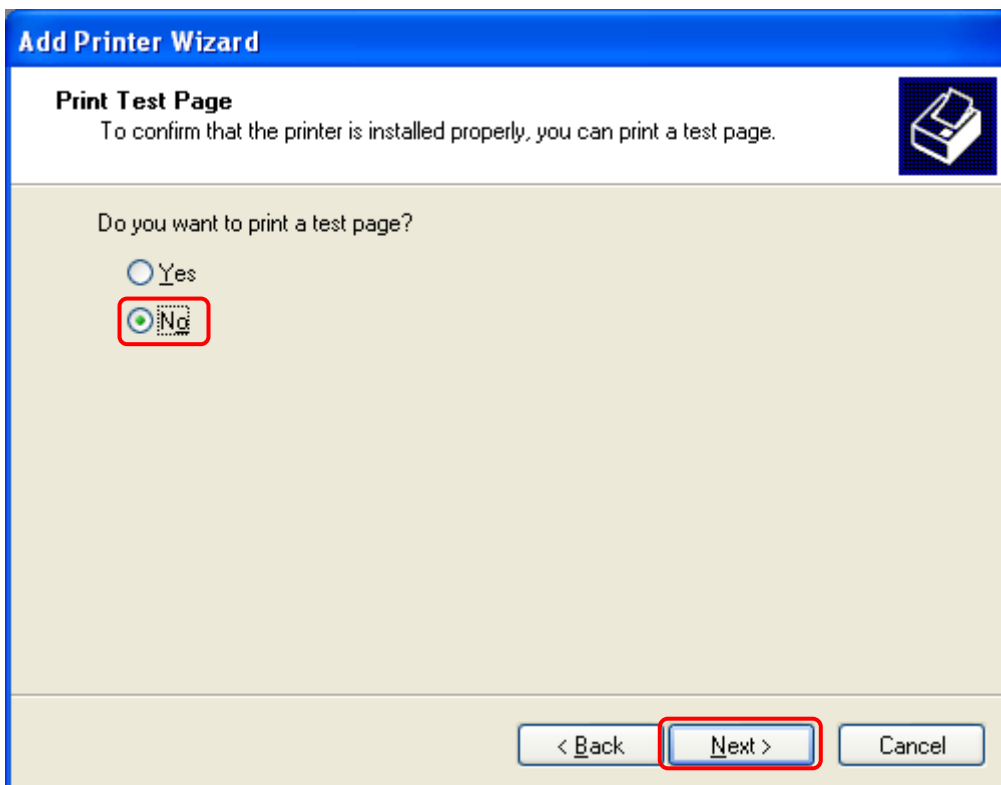 Add Printer Wizard
Print Test Page
To confirm that the printer is installed properly, you can print a test page.
Do you want to print a test page?
Yes
No
< Back Next > Cancel